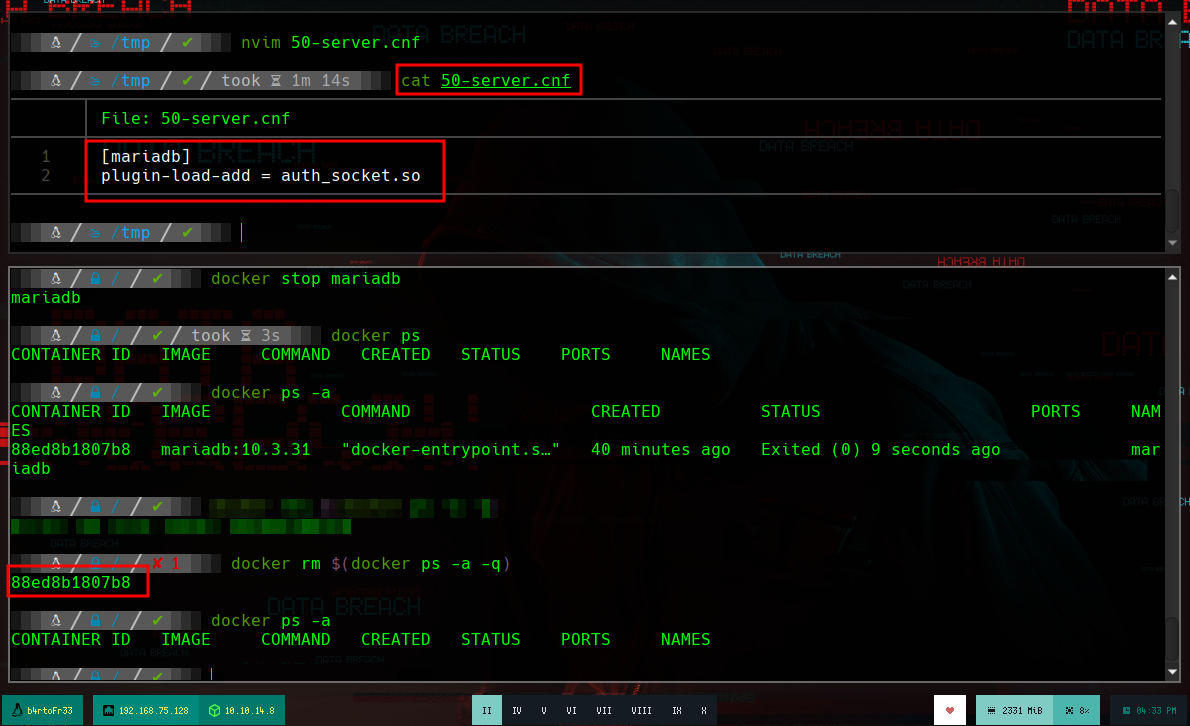 DATA BREACH
/ /tmp / ✔ nvim 50-server.cnf
/ /tmp / ✔ / took ⌛ 1m 14s cat 50-server.cnf
File: 50-server.cnf
1 [mariadb]
2 plugin-load-add = auth_socket.so
/ /tmp / ✔
/ / / ✔ docker stop mariadb
mariadb
/ / / ✔ / took ⌛ 3s docker ps
CONTAINER ID IMAGE COMMAND CREATED STATUS PORTS NAMES
/ / / ✔ docker ps -a
CONTAINER ID IMAGE COMMAND CREATED STATUS PORTS NAM
ES
88ed8b1807b8 mariadb:10.3.31 "docker-entrypoint.s…" 40 minutes ago Exited (0) 9 seconds ago mar
iadb
/ / / ✔
/ / / ✘ 1 docker rm $(docker ps -a -q)
88ed8b1807b8
/ / / ✔ docker ps -a
CONTAINER ID IMAGE COMMAND CREATED STATUS PORTS NAMES
/ / / ✔
b4rtoFr33 192.168.75.128 10.10.14.8 II IV V VI VII VIII IX X 2331 MiB 8% 04:33 PM